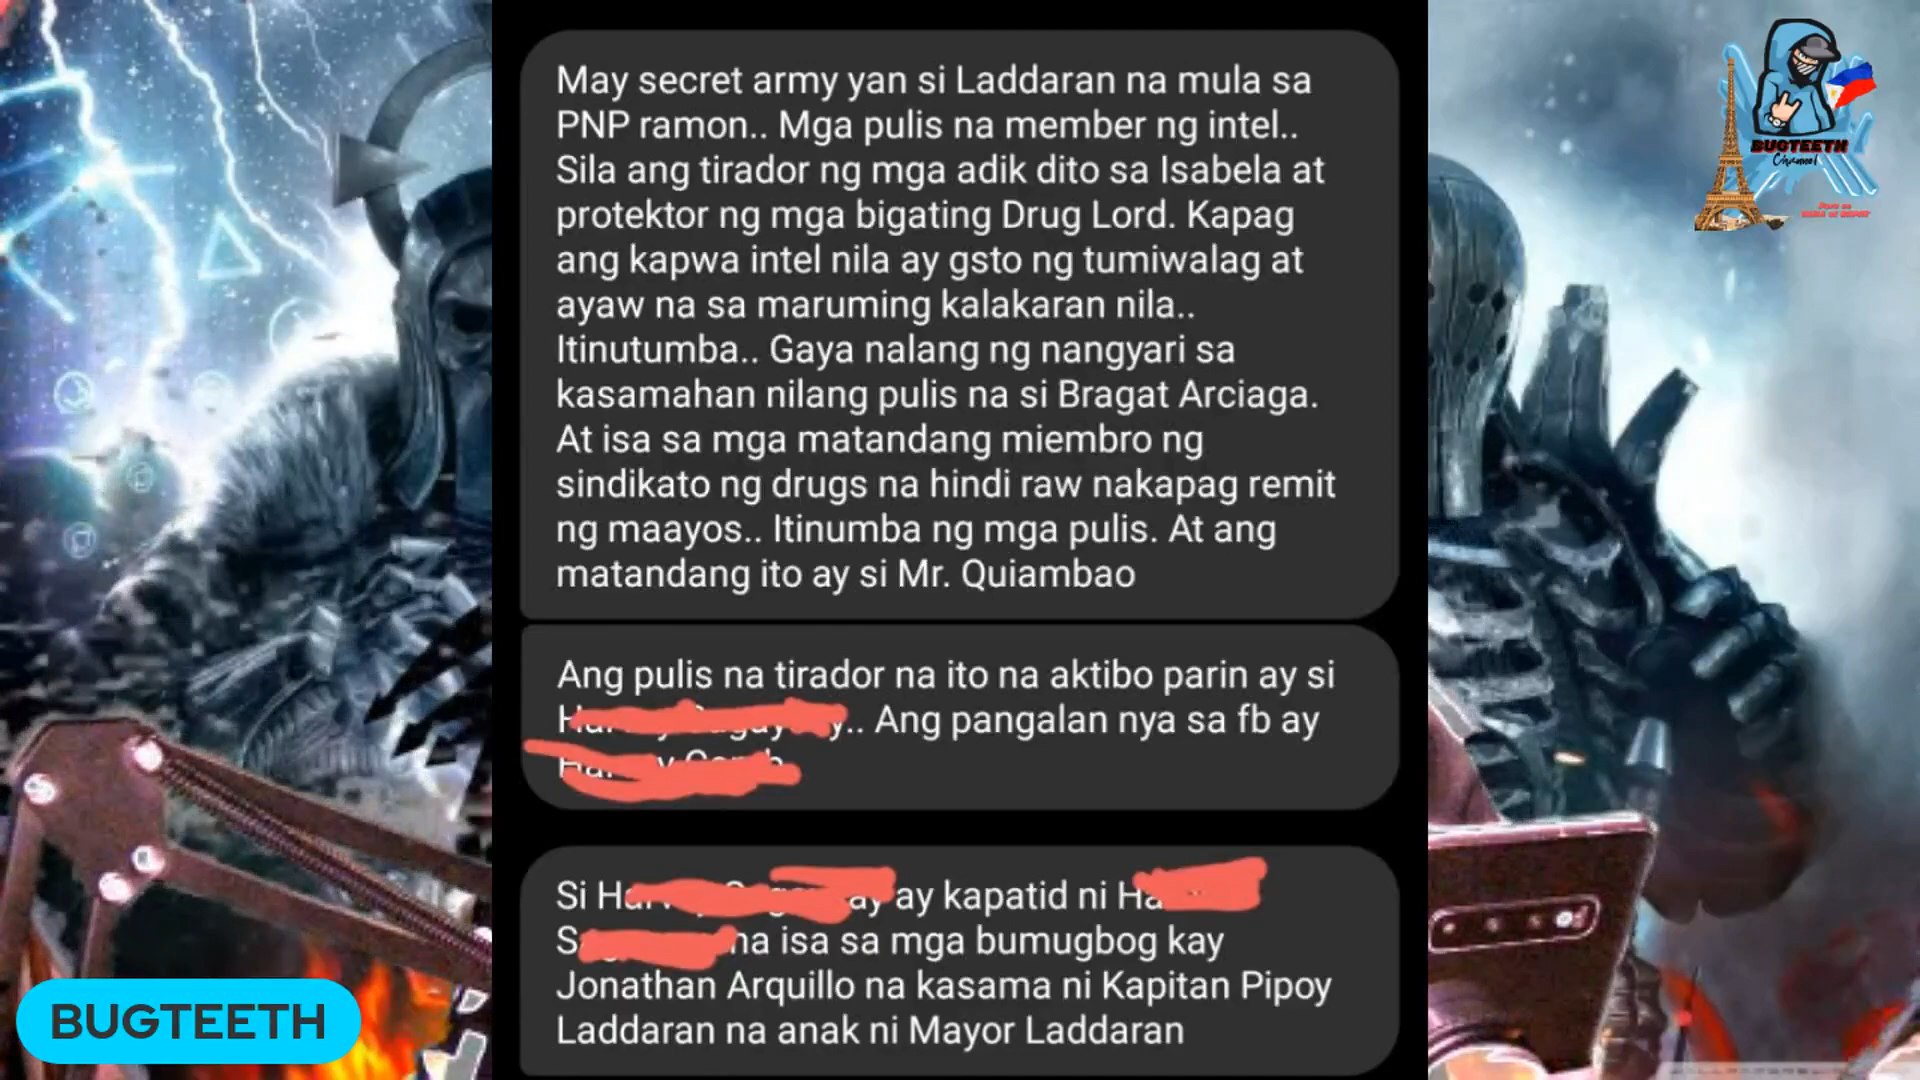 May secret army yan si Laddaran na mula sa
PNP ramon.. Mga pulis na member ng intel..
Sila ang tirador ng mga adik dito sa Isabela at
protektor ng mga bigating Drug Lord. Kapag
ang kapwa intel nila ay gsto ng tumiwalag at
ayaw na sa maruming kalakaran nila..
Itinutumba.. Gaya nalang ng nangyari sa
kasamahan nilang pulis na si Bragat Arciaga.
At isa sa mga matandang miembro ng
sindikato ng drugs na hindi raw nakapag remit
ng maayos.. Itinumba ng mga pulis. At ang
matandang ito ay si Mr. Quiambao
Ang pulis na tirador na ito na aktibo parin ay si
Ang pangalan nya sa fb ay
Si ay kapatid ni
na isa sa mga bumugbog kay
Jonathan Arquillo na kasama ni Kapitan Pipoy
Laddaran na anak ni Mayor Laddaran
BUGTEETH
Channel
BUGTEETH